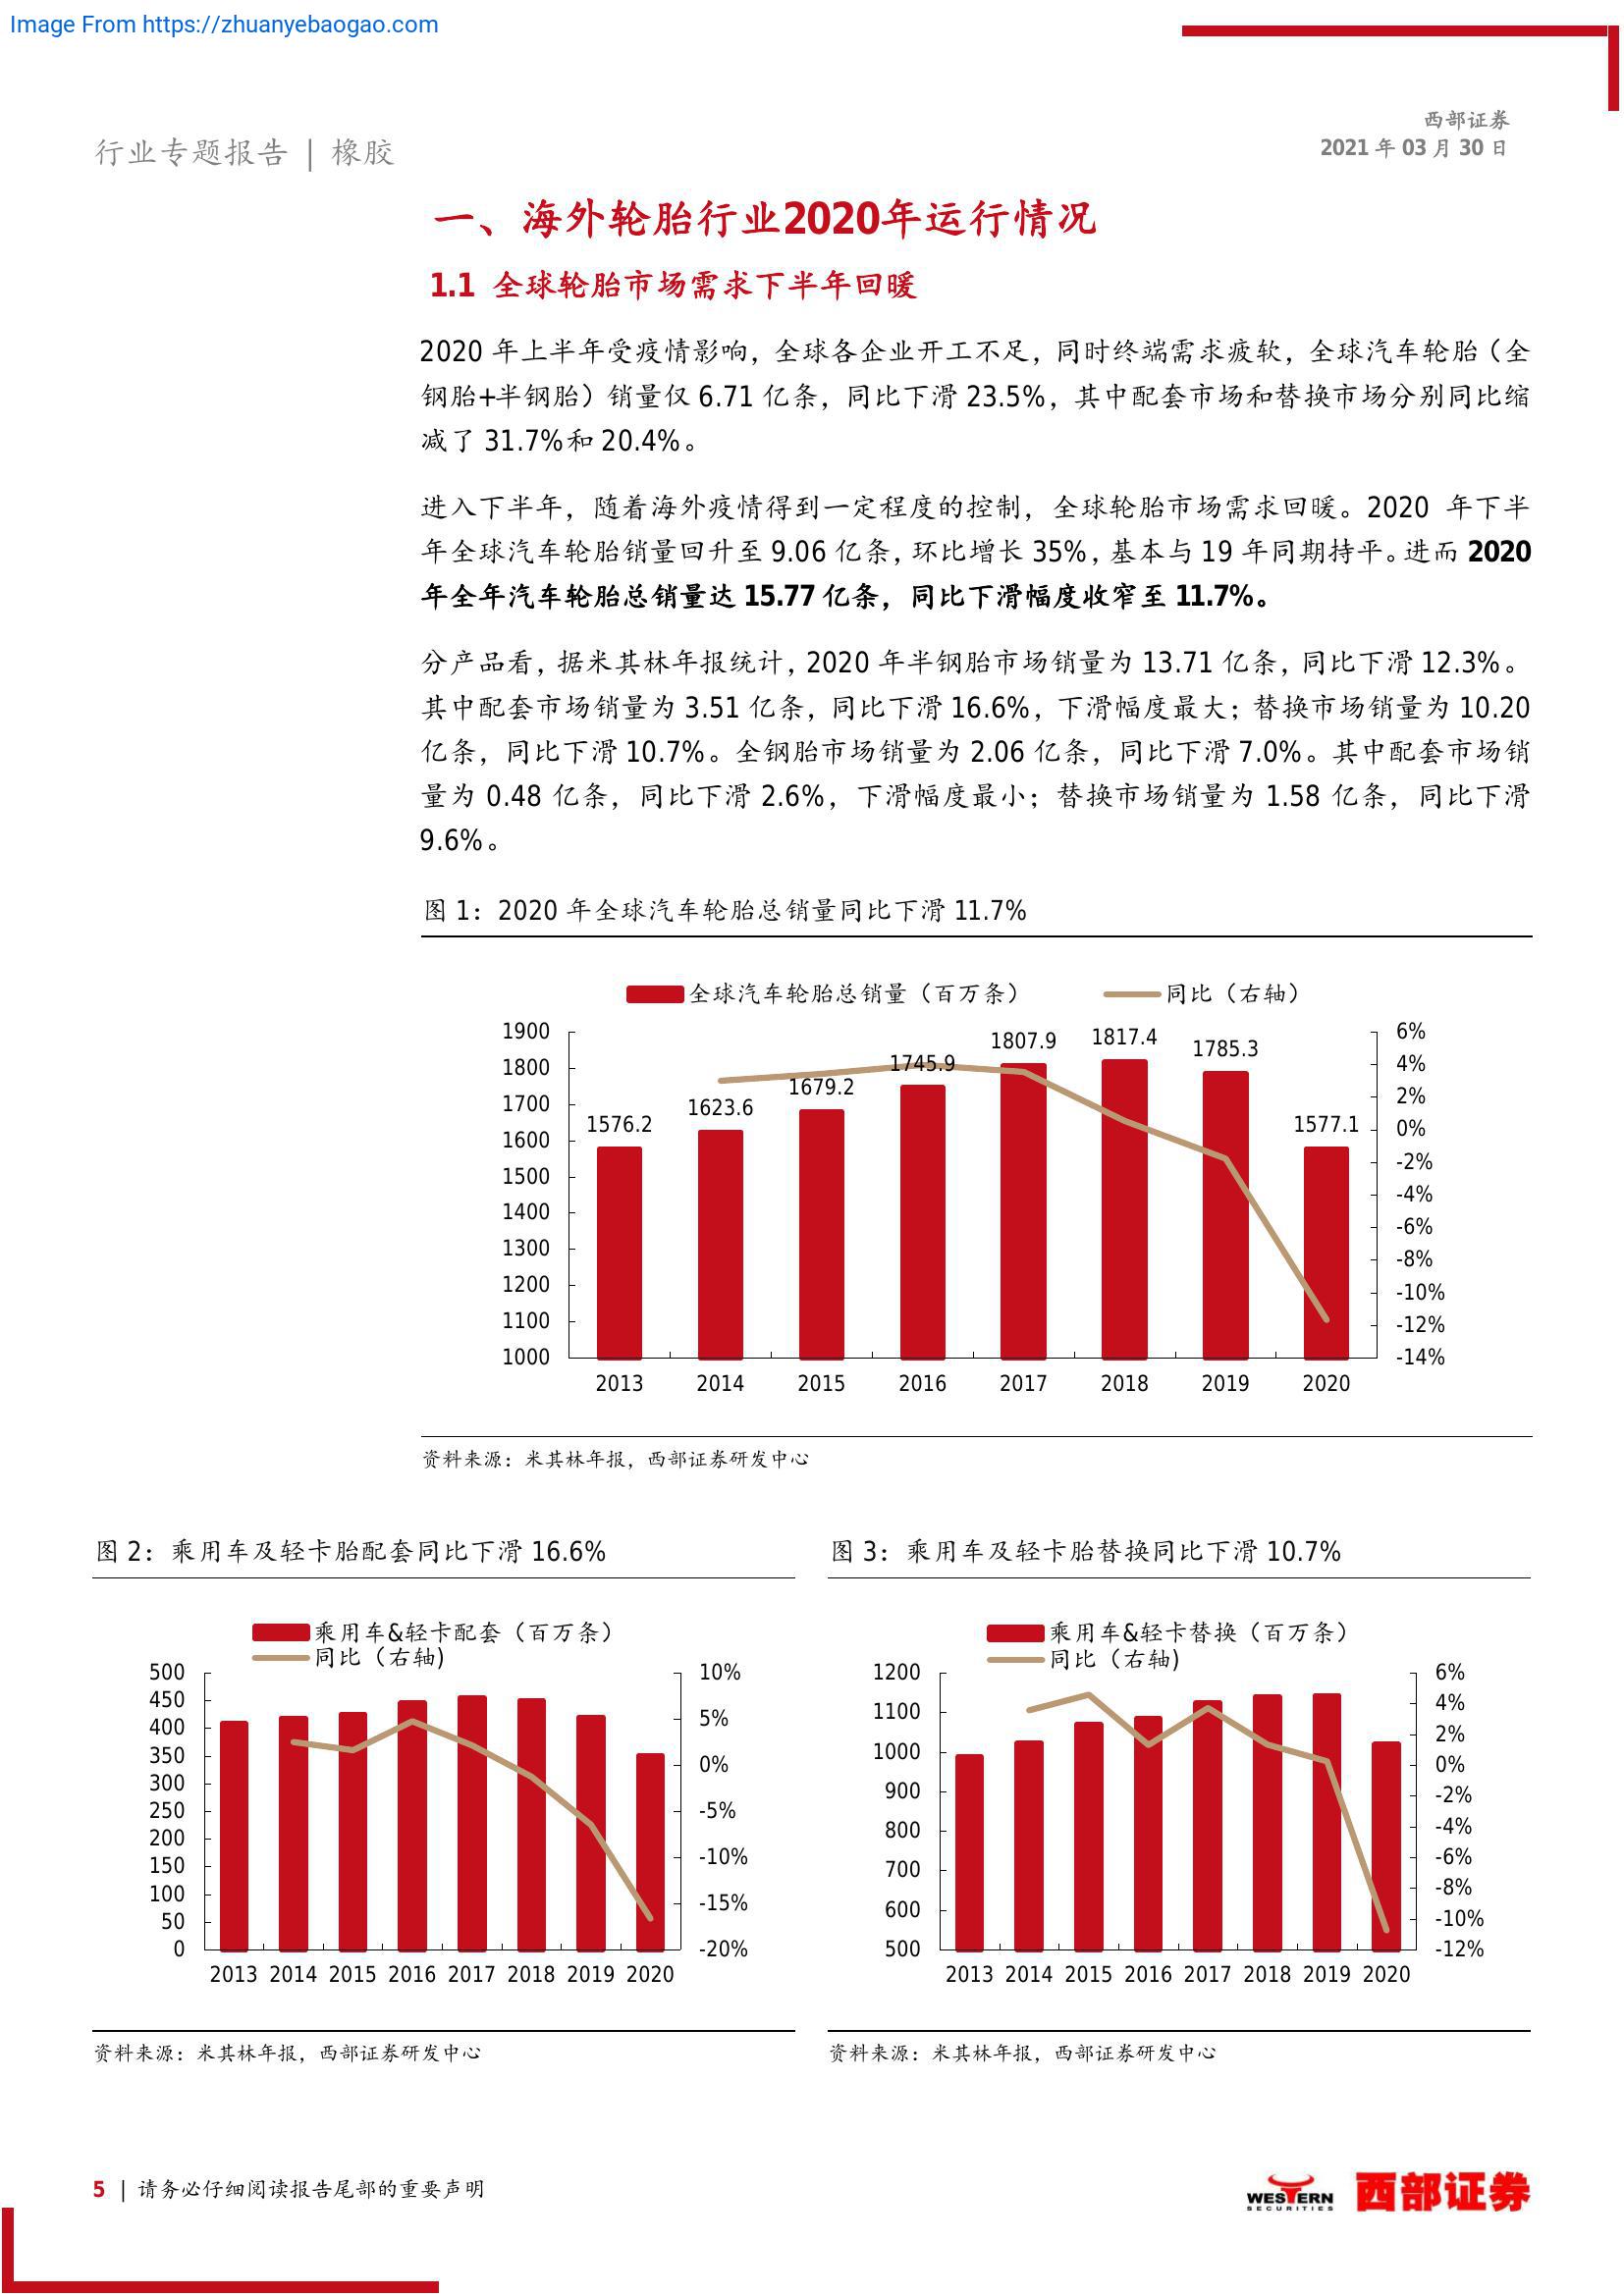 Image From https://zhuanyebaogao.com
西部证券
行业专题报告 | 橡胶
2021 年 03 月 30 日
一、海外轮胎行业2020年运行情况
1.1 全球轮胎市场需求下半年回暖
2020 年上半年受疫情影响，全球各企业开工不足，同时终端需求疲软，全球汽车轮胎（全
钢胎+半钢胎）销量仅 6.71 亿条，同比下滑 23.5%，其中配套市场和替换市场分别同比缩
减了 31.7%和 20.4%。
进入下半年，随着海外疫情得到一定程度的控制，全球轮胎市场需求回暖。2020 年下半
年全球汽车轮胎销量回升至 9.06 亿条，环比增长 35%，基本与 19 年同期持平。进而 2020
年全年汽车轮胎总销量达 15.77 亿条，同比下滑幅度收窄至 11.7%。
分产品看，据米其林年报统计，2020 年半钢胎市场销量为 13.71 亿条，同比下滑 12.3%。
其中配套市场销量为 3.51 亿条，同比下滑 16.6%，下滑幅度最大；替换市场销量为 10.20
亿条，同比下滑 10.7%。全钢胎市场销量为 2.06 亿条，同比下滑 7.0%。其中配套市场销
量为 0.48 亿条，同比下滑 2.6%，下滑幅度最小；替换市场销量为 1.58 亿条，同比下滑
9.6%。
图 1：2020 年全球汽车轮胎总销量同比下滑 11.7%
全球汽车轮胎总销量（百万条） 同比（右轴）
1900
1800
1700
1600
1500
1400
1300
1200
1100
1000
1576.2
1623.6
1679.2
1745.9
1807.9
1817.4
1785.3
1577.1
6%
4%
2%
0%
-2%
-4%
-6%
-8%
-10%
-12%
-14%
2013 2014 2015 2016 2017 2018 2019 2020
资料来源：米其林年报，西部证券研发中心
图 2：乘用车及轻卡胎配套同比下滑 16.6%
乘用车&轻卡配套（百万条）
同比（右轴)
500
450
400
350
300
250
200
150
100
50
0
10%
5%
0%
-5%
-10%
-15%
-20%
2013 2014 2015 2016 2017 2018 2019 2020
资料来源：米其林年报，西部证券研发中心
图 3：乘用车及轻卡胎替换同比下滑 10.7%
乘用车&轻卡替换（百万条）
同比（右轴)
1200
1100
1000
900
800
700
600
500
6%
4%
2%
0%
-2%
-4%
-6%
-8%
-10%
-12%
2013 2014 2015 2016 2017 2018 2019 2020
资料来源：米其林年报，西部证券研发中心
5 | 请务必仔细阅读报告尾部的重要声明
WESTERN
SECURITIES
西部证券